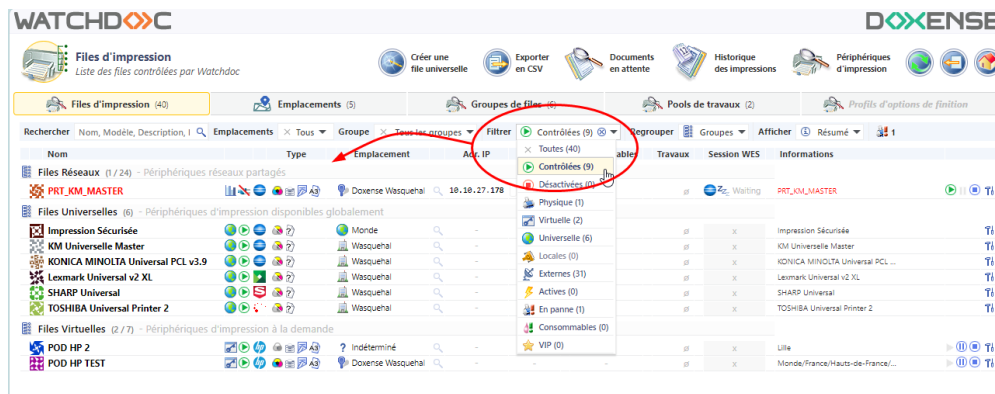 WATCHDOC
DOXENSE
Files d'impression
Liste des files contrôlées par Watchdoc
Créer une file universelle
Exporter en CSV
Documents en attente
Historique des impressions
Périphériques d'impression
Files d'impression (40)
Emplacements (5)
Groupes de files (6)
Pools de travaux (2)
Profils d'options de finition
Rechercher Nom, Modèle, Description, I Emplacements × Tous Groupe × Tous les groupes Filtrer Contrôlées (9) Regrouper Groupes Afficher Résumé 1
Nom Type Emplacement Adr. IP ables Travaux Session WES Informations
× Toutes (40)
Contrôlées (9)
Désactivées (0)
Physique (1)
Virtuelle (2)
Universelle (6)
Locales (0)
Externes (31)
Actives (0)
En panne (1)
Consommables (0)
VIP (0)
Files Réseaux (1 / 24) - Périphériques réseaux partagés
PRT_KM_MASTER Doxense Wasquehal 10.10.27.178 Waiting PRT_KM_MASTER
Files Universelles (6) - Périphériques d'impression disponibles globalement
Impression Sécurisée Monde - x Impression Sécurisée
KM Universelle Master Wasquehal - x KM Universelle Master
KONICA MINOLTA Universal PCL v3.9 Wasquehal - x KONICA MINOLTA Universal PCL ...
Lexmark Universal v2 XL Wasquehal - x Lexmark Universal v2 XL
SHARP Universal Wasquehal - x SHARP Universal
TOSHIBA Universal Printer 2 Wasquehal - x TOSHIBA Universal Printer 2
Files Virtuelles (2 / 7) - Périphériques d'impression à la demande
POD HP 2 ? Indéterminé - x Lille
POD HP TEST Doxense Wasquehal - - x Monde/France/Hauts-de-France/...